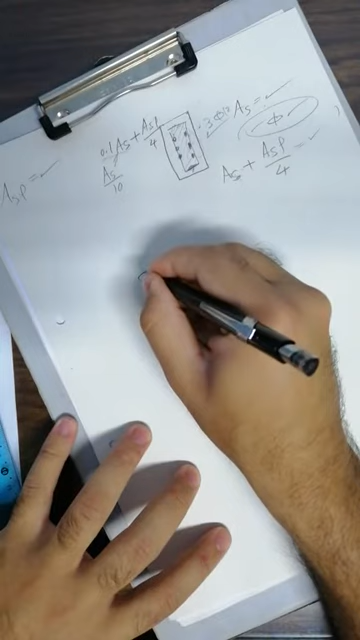 Asp = ✓
0.1As + Asp/4
As/10
3Φ
As = ✓
Φ
As + Asp/4 = ✓